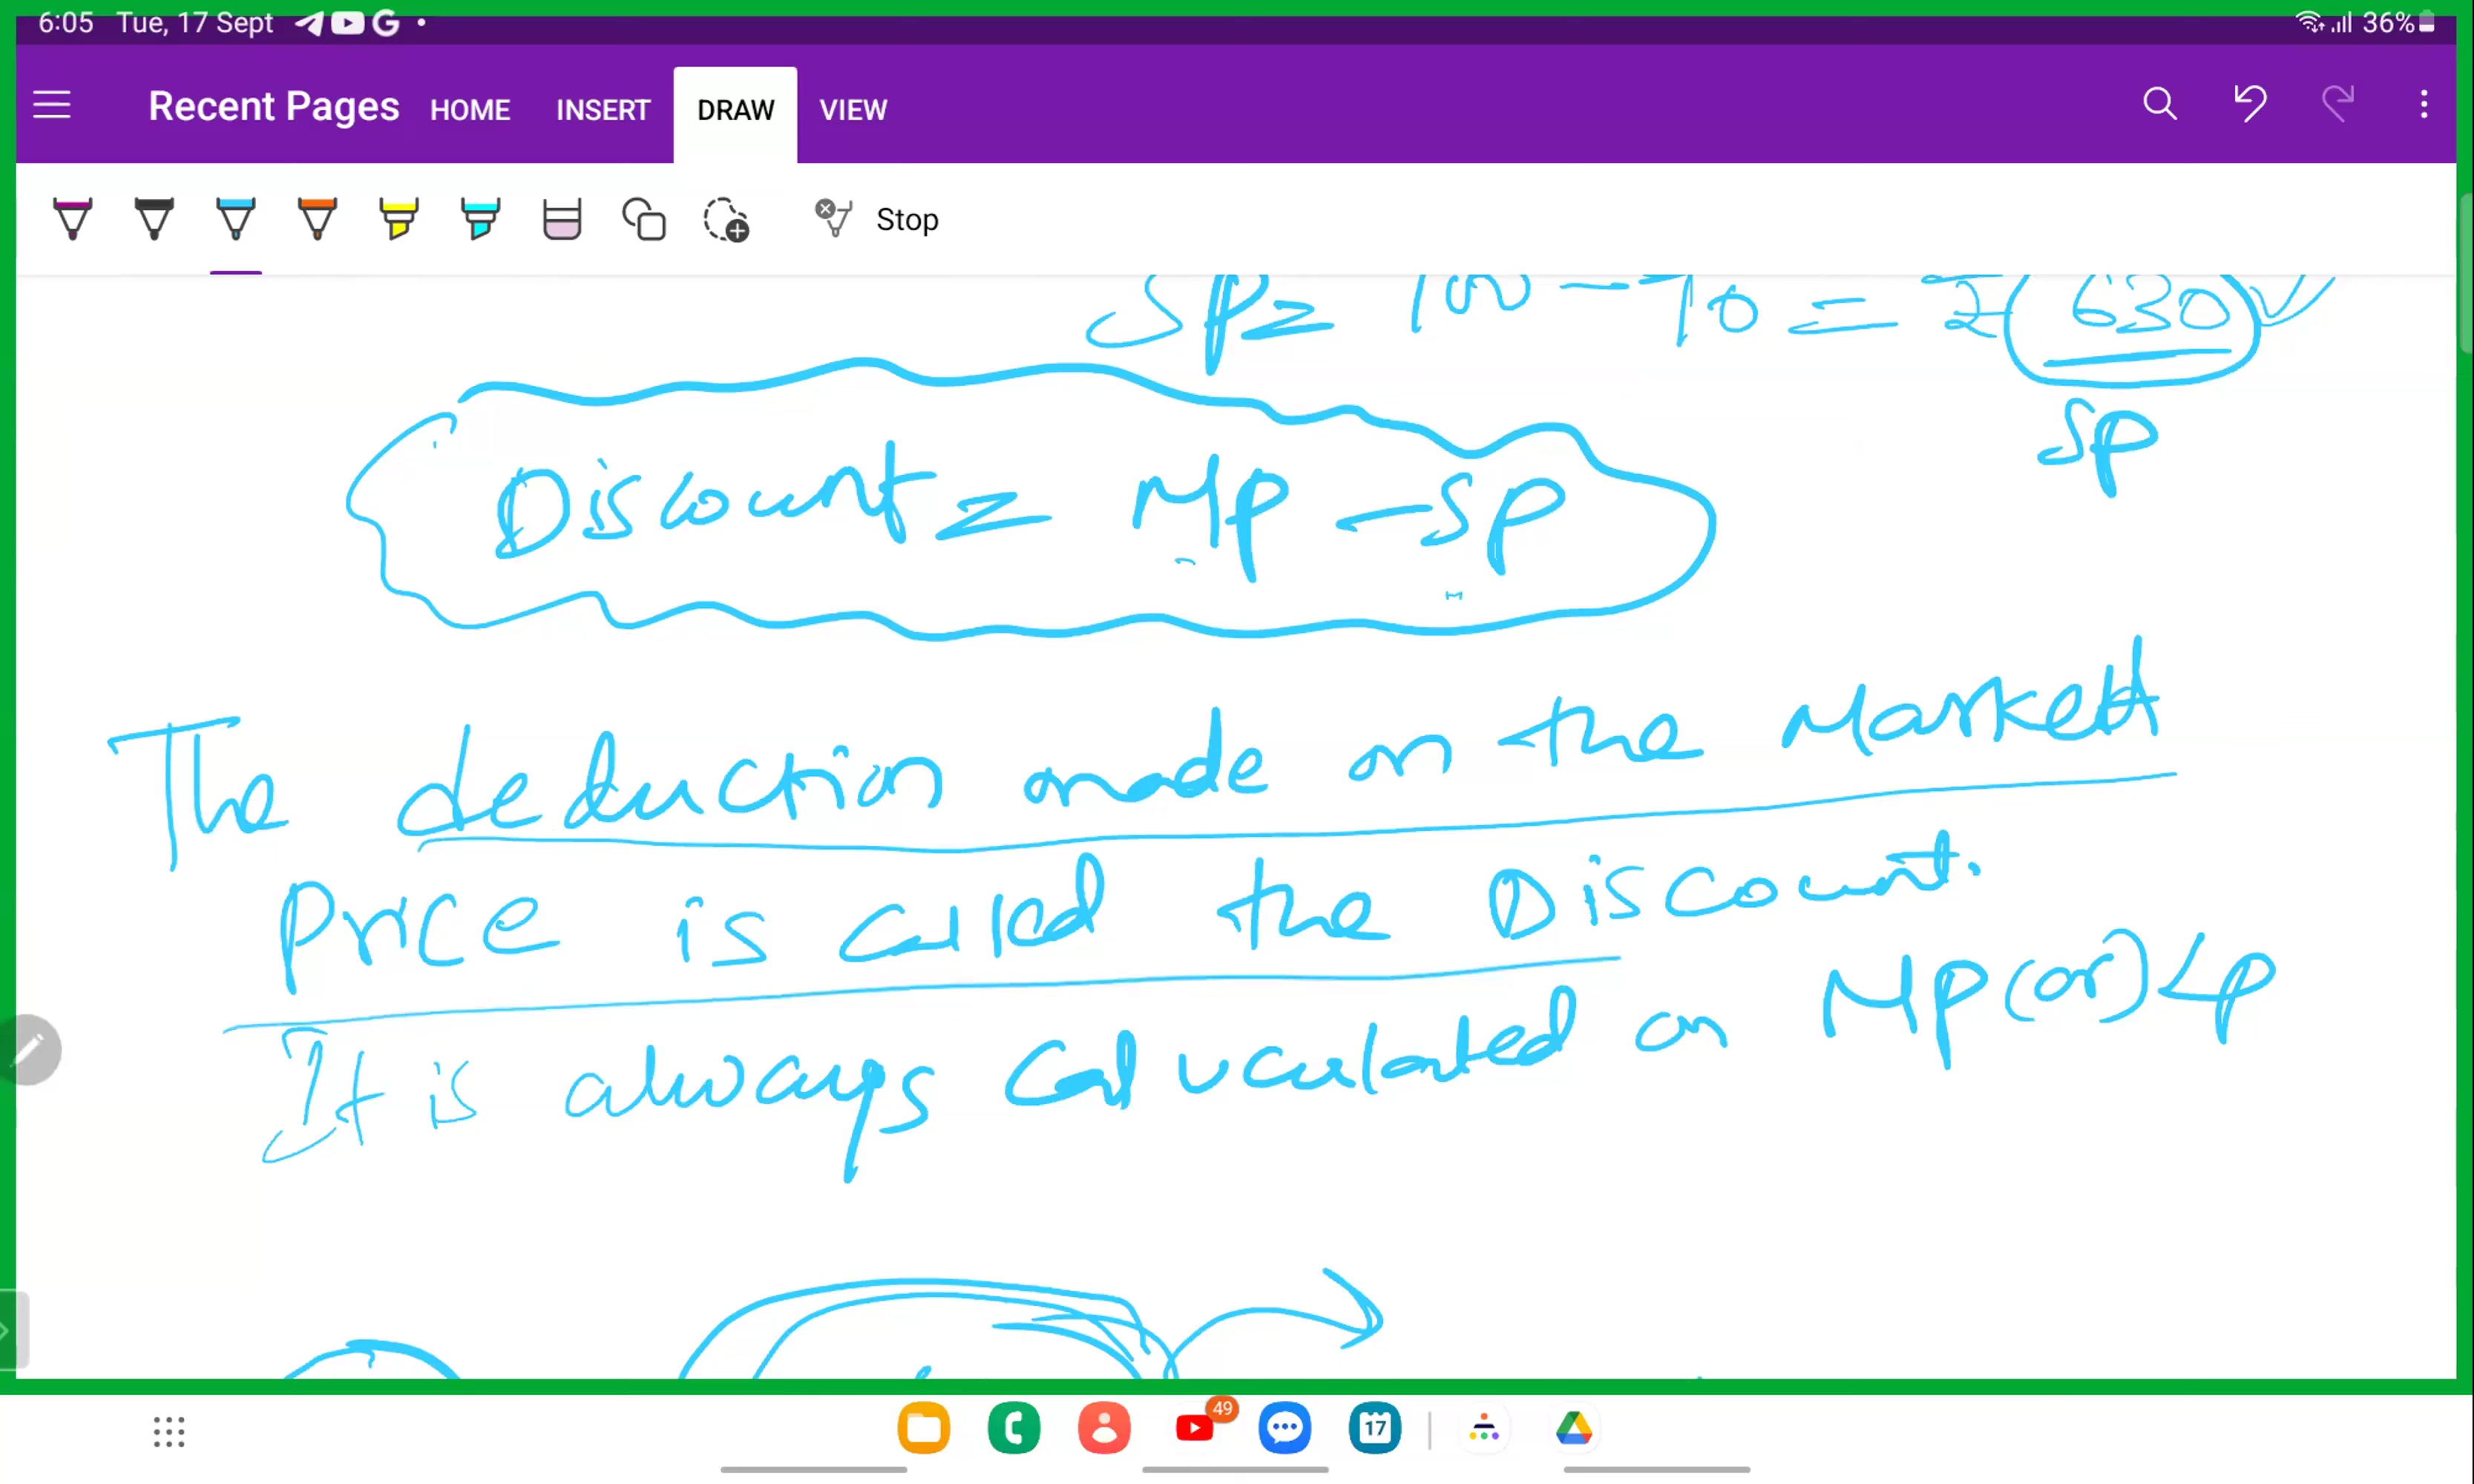 6:05 Tue, 17 Sept 36%
Recent Pages HOME INSERT DRAW VIEW
Stop
SP = 700 - 70 = ₹ 630
SP
Discount = MP - SP
The deduction made on the Market
Price is called the Discount.
It is always calculated on MP (or) LP
49
17